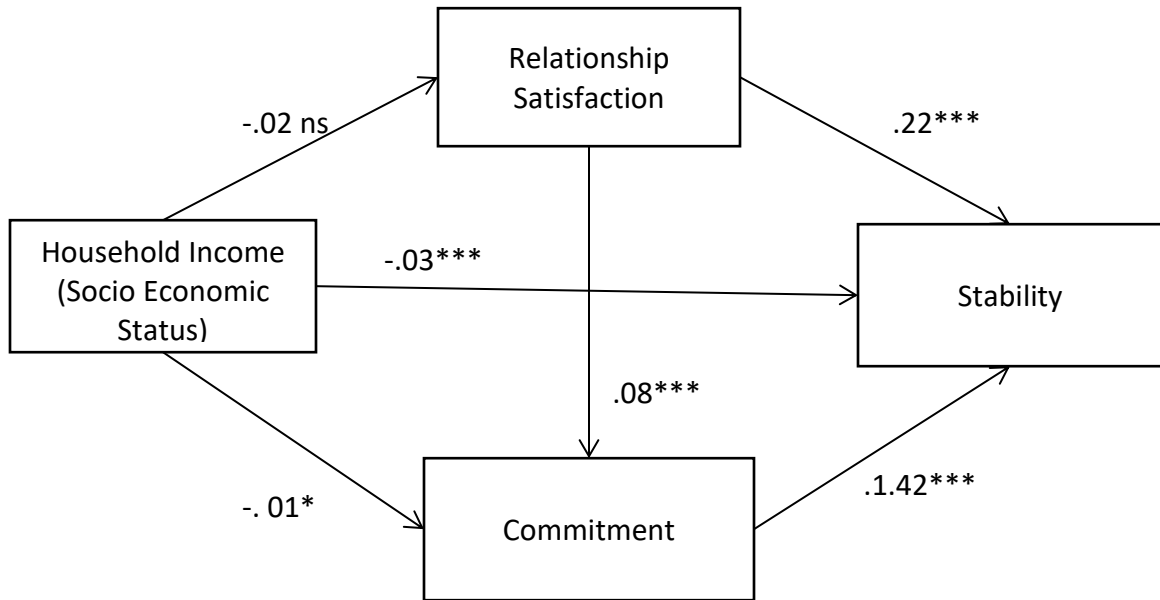 Relationship
Satisfaction
-.02 ns
.22***
Household Income
(Socio Economic
Status)
-.03***
Stability
.08***
-. 01*
.1.42***
Commitment